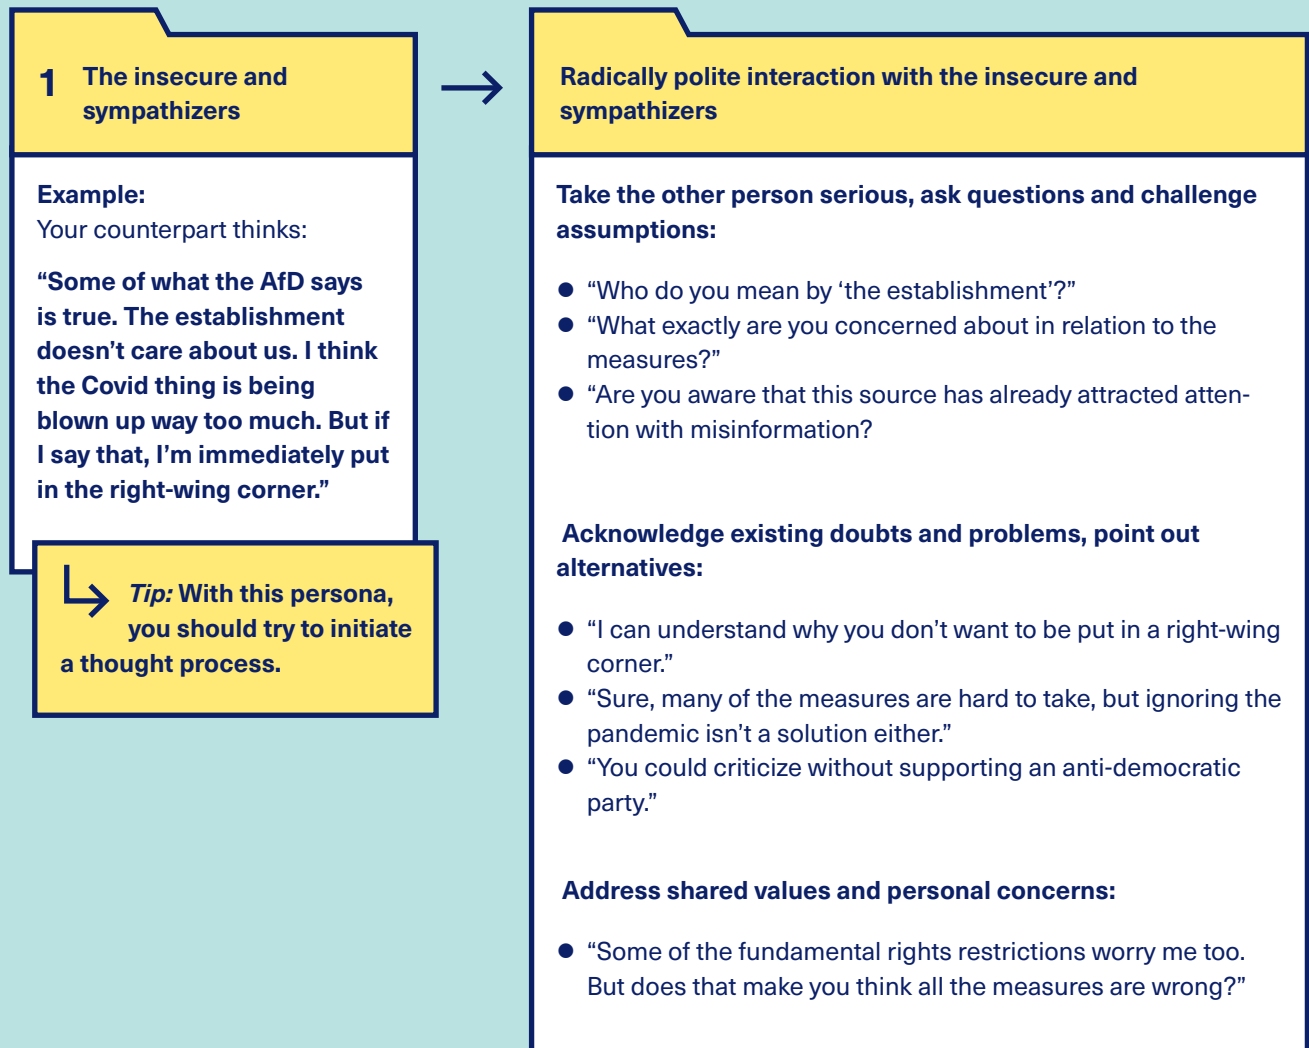 1 The insecure and
sympathizers
Example:
Your counterpart thinks:
“Some of what the AfD says
is true. The establishment
doesn’t care about us. I think
the Covid thing is being
blown up way too much. But if
I say that, I’m immediately put
in the right-wing corner.”
Tip: With this persona,
you should try to initiate
a thought process.
Radically polite interaction with the insecure and
sympathizers
Take the other person serious, ask questions and challenge
assumptions:
● “Who do you mean by ‘the establishment’?”
● “What exactly are you concerned about in relation to the
measures?”
● “Are you aware that this source has already attracted atten-
tion with misinformation?
Acknowledge existing doubts and problems, point out
alternatives:
● “I can understand why you don’t want to be put in a right-wing
corner.”
● “Sure, many of the measures are hard to take, but ignoring the
pandemic isn’t a solution either.”
● “You could criticize without supporting an anti-democratic
party.”
Address shared values and personal concerns:
● “Some of the fundamental rights restrictions worry me too.
But does that make you think all the measures are wrong?”